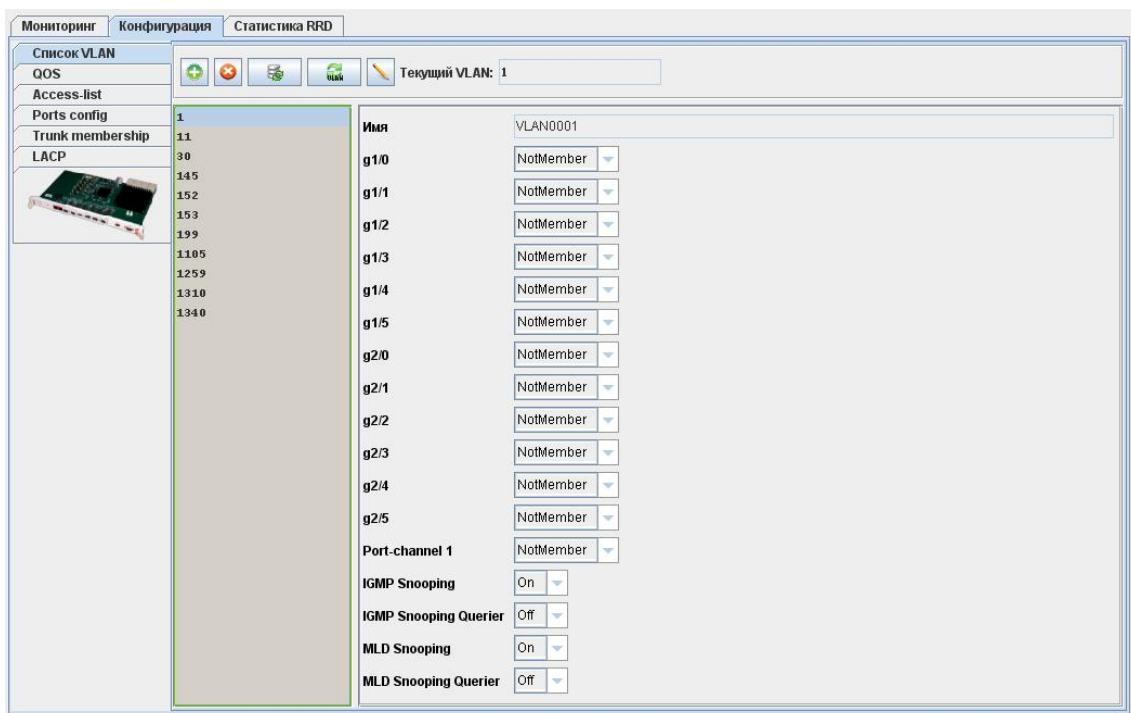 Мониторинг Конфигурация Статистика RRD
Список VLAN
QOS
Access-list
Ports config
Trunk membership
LACP
VLAN
Текущий VLAN: 1
1
11
30
145
152
153
199
1105
1259
1310
1340
Имя VLAN0001
g1/0 NotMember
g1/1 NotMember
g1/2 NotMember
g1/3 NotMember
g1/4 NotMember
g1/5 NotMember
g2/0 NotMember
g2/1 NotMember
g2/2 NotMember
g2/3 NotMember
g2/4 NotMember
g2/5 NotMember
Port-channel 1 NotMember
IGMP Snooping On
IGMP Snooping Querier Off
MLD Snooping On
MLD Snooping Querier Off